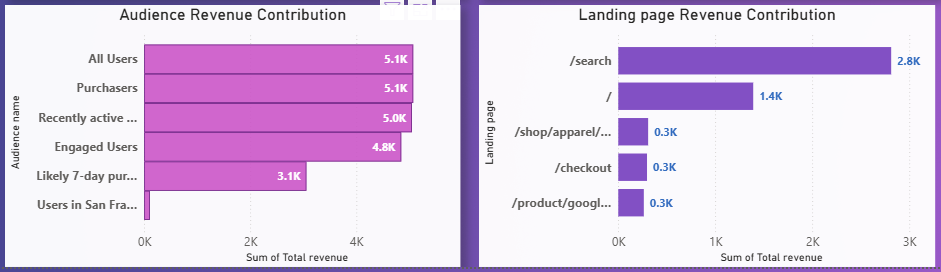 Audience Revenue Contribution
Audience name
All Users 5.1K
Purchasers 5.1K
Recently active ... 5.0K
Engaged Users 4.8K
Likely 7-day pur... 3.1K
Users in San Fra...
0K 2K 4K
Sum of Total revenue
Landing page Revenue Contribution
Landing page
/search 2.8K
/ 1.4K
/shop/apparel/... 0.3K
/checkout 0.3K
/product/googl... 0.3K
0K 1K 2K 3K
Sum of Total revenue